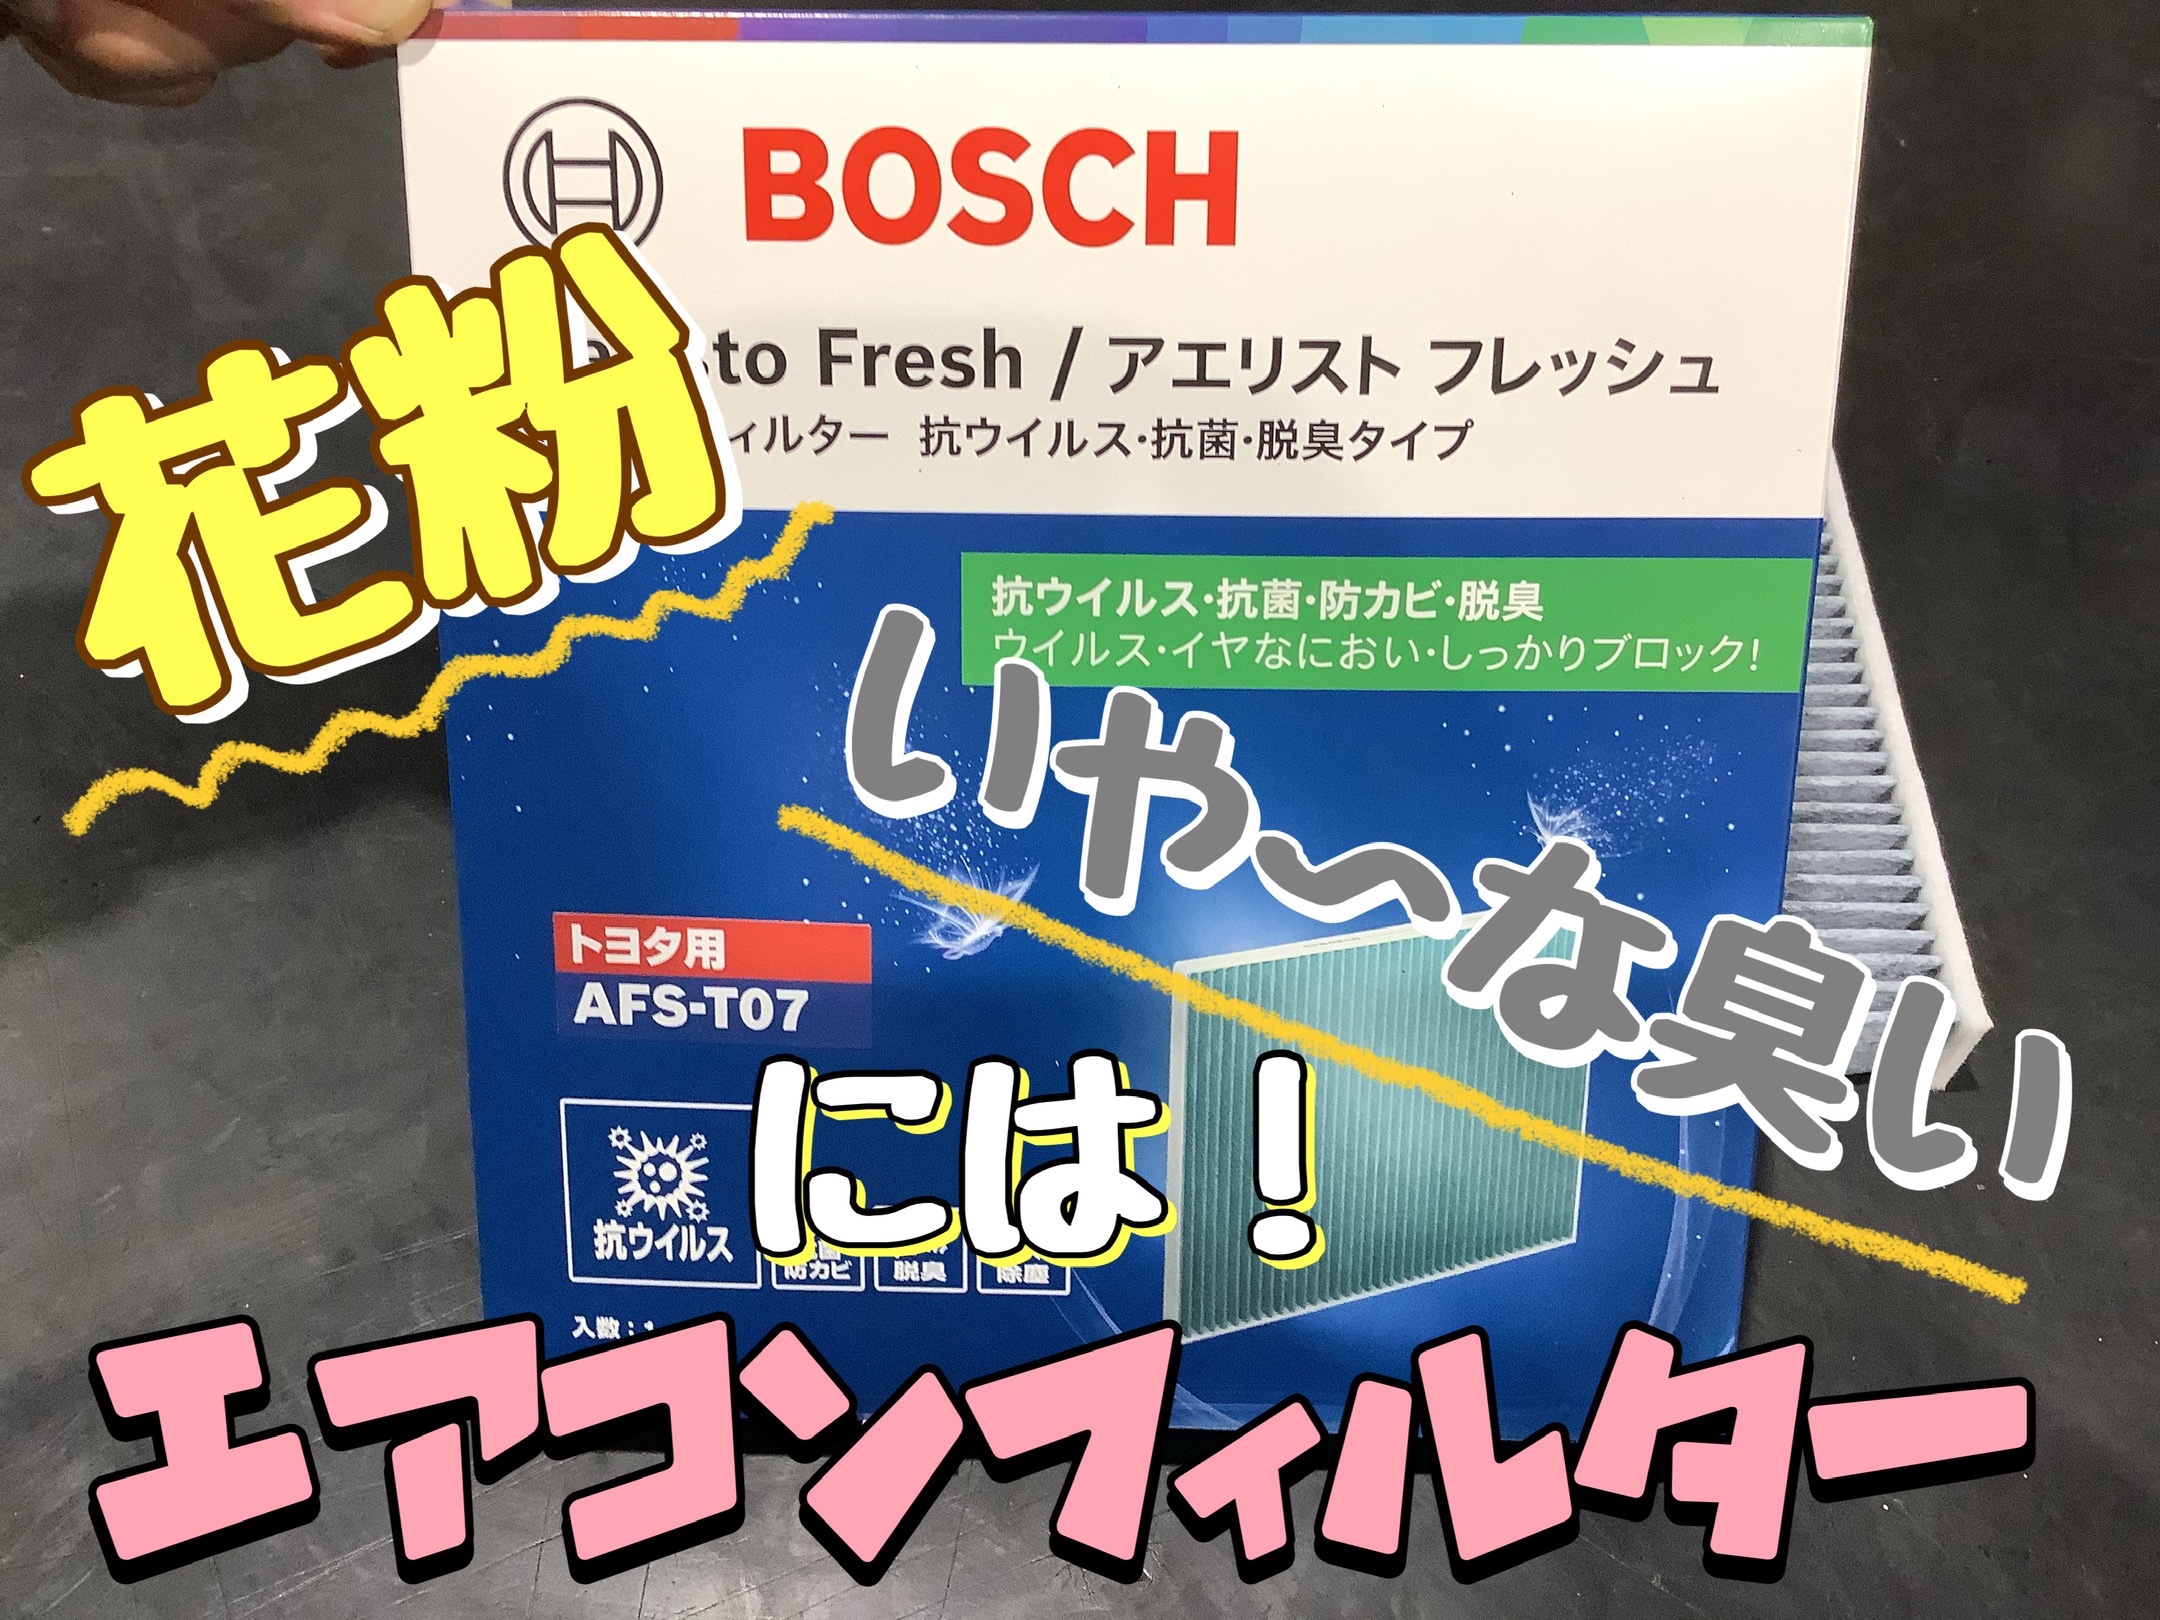 BOSCH
sto Fresh / アエリスト フレッシュ
ィルター 抗ウイルス・抗菌・脱臭タイプ
花粉
抗ウイルス・抗菌・防カビ・脱臭
ウイルス・イヤなにおい・しっかりブロック!
いや〜な臭い
トヨタ用
AFS-T07
には!
抗ウイルス
防カビ
脱臭
除塵
入数:
エアコンフィルター